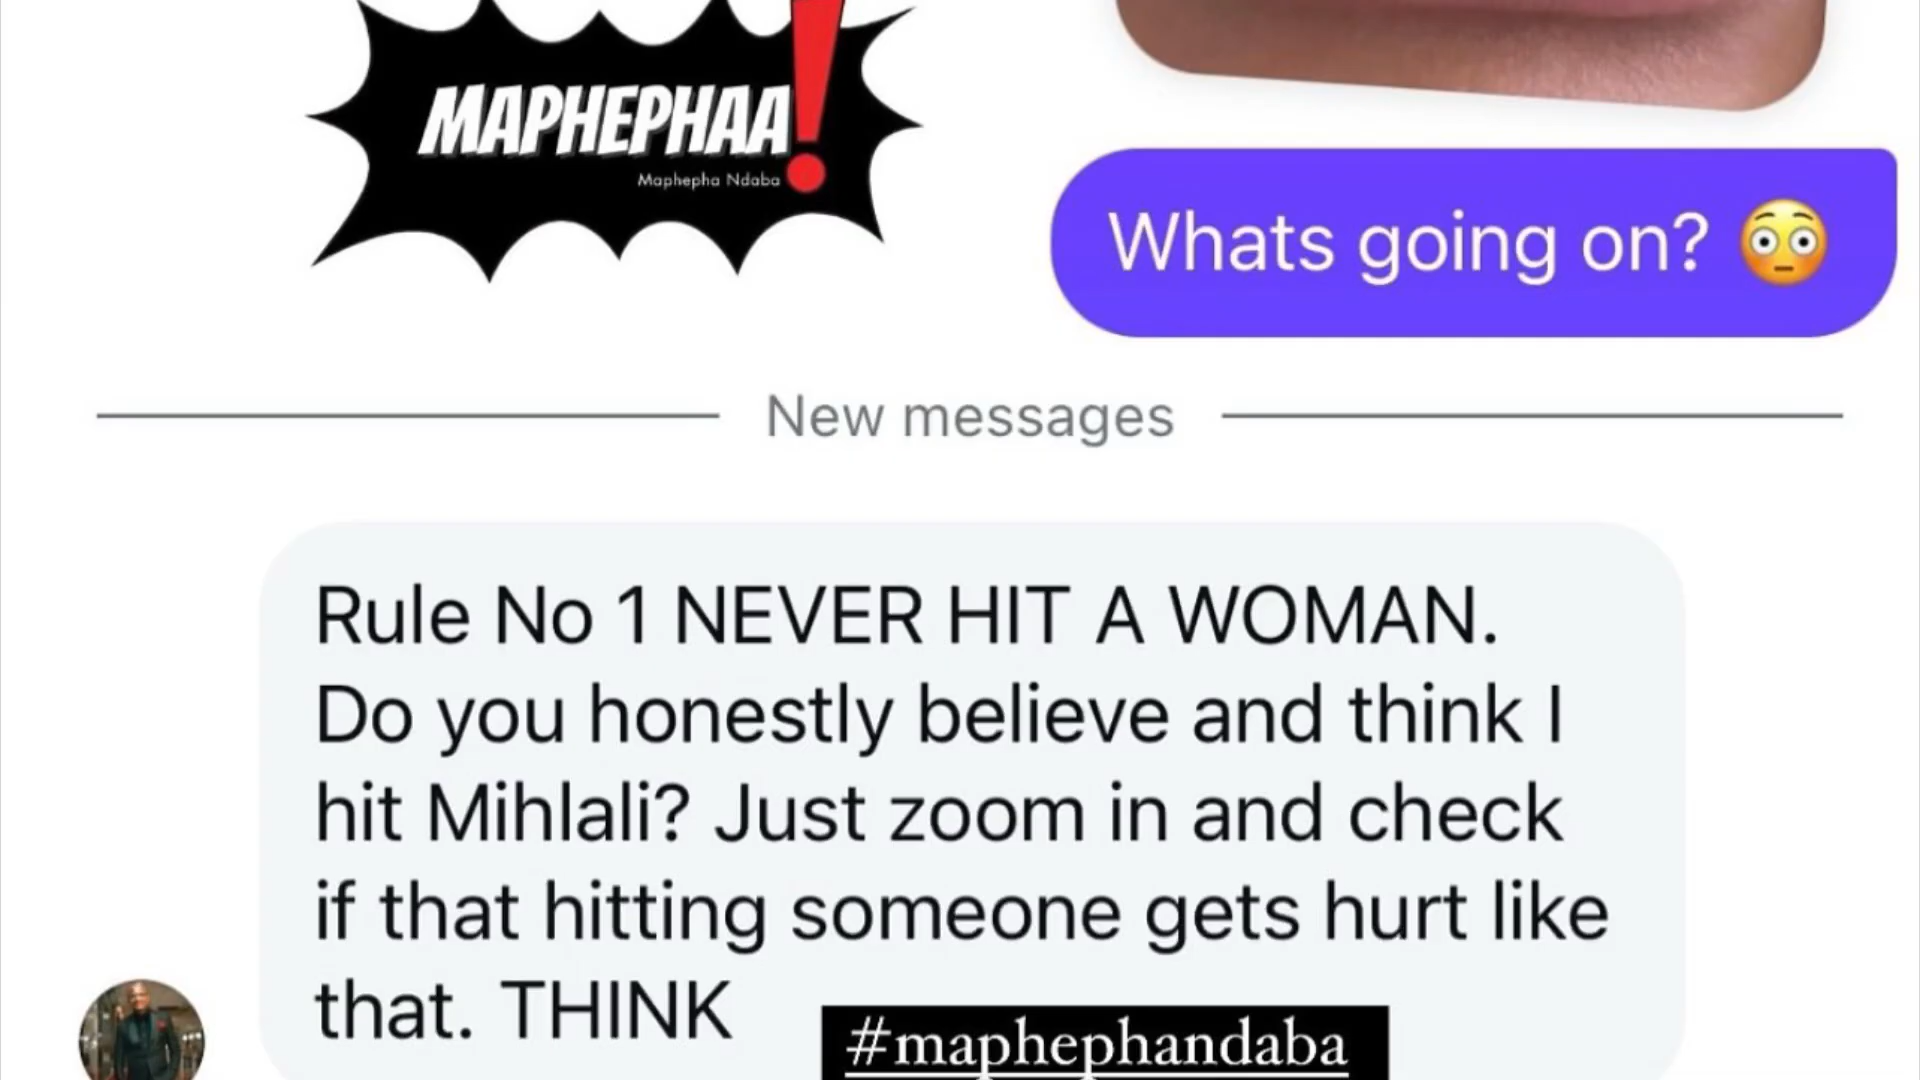 MAPHEPHAA!
Maphepha Ndaba
Whats going on? 😳
New messages
Rule No 1 NEVER HIT A WOMAN.
Do you honestly believe and think I
hit Mihlali? Just zoom in and check
if that hitting someone gets hurt like
that. THINK
#maphephandaba